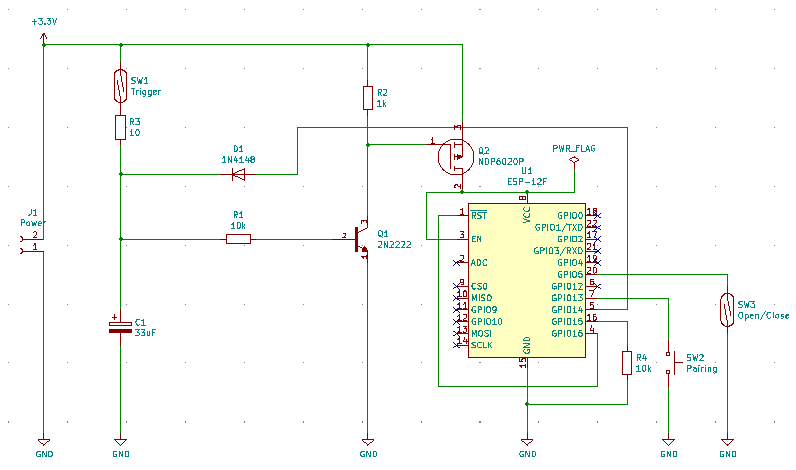 +3.3V
SW1
Trigger
R3
10
R2
1k
D1
1N4148
1
3
2
Q2
NDP6020P
PWR_FLAG
U1
ESP-12F
J1
Power
2
1
R1
10k
2
3
1
Q1
2N2222
C1
33uF
8
VCC
1
RST
3
EN
2
ADC
9
CS0
10
MISO
11
GPIO9
12
GPIO10
13
MOSI
14
SCLK
GPIO0
18
GPIO1/TXD
22
GPIO2
17
GPIO3/RXD
21
GPIO4
19
GPIO5
20
GPIO12
6
GPIO13
7
GPIO14
5
GPIO15
16
GPIO16
4
GND
15
R4
10k
SW2
Pairing
SW3
Open/Close
GND
GND
GND
GND
GND
GND